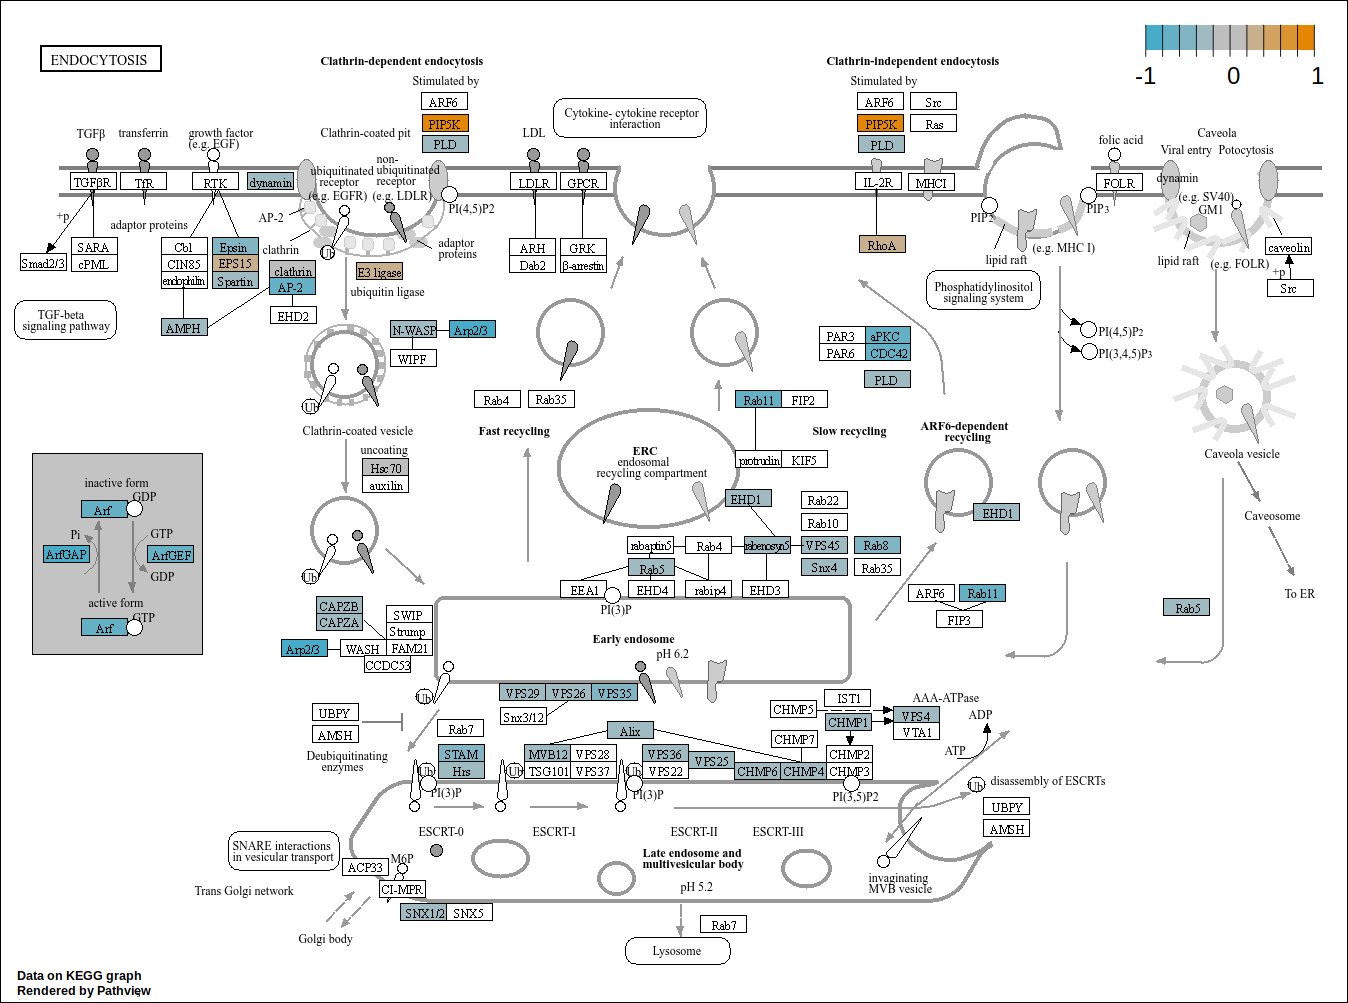 ENDOCYTOSIS
-1
0
1
Clathrin-dependent endocytosis
Stimulated by
ARF6
PIP5K
PLD
Clathrin-independent endocytosis
Stimulated by
ARF6
Src
PIP5K
Ras
PLD
Cytokine- cytokine receptor
interaction
TGFβ
transferrin
growth factor
(e.g. EGF)
Clathrin-coated pit
LDL
folic acid
Caveola
Viral entry
Potocytosis
TGFβR
TfR
RTK
dynamin
ubiquitinated
receptor
(e.g. EGFR)
non-
ubiquitinated
receptor
(e.g. LDLR)
LDLR
GPCR
IL-2R
MHCI
FOLR
dynamin
PI(4,5)P2
PIP2
PIP3
(e.g. SV40)
GM1
+p
adaptor proteins
AP-2
clathrin
Ub
adaptor
proteins
Smad2/3
SARA
cPML
Cbl
CIN85
endophilin
Epsin
EPS15
Spartin
AMPH
clathrin
AP-2
EHD2
E3 ligase
ubiquitin ligase
ARH
Dab2
GRK
β-arrestin
RhoA
lipid raft
(e.g. MHC I)
lipid raft
(e.g. FOLR)
caveolin
+p
Src
TGF-beta
signaling pathway
Phosphatidylinositol
signaling system
N-WASP
Arp2/3
WIPF
PAR3
aPKC
PAR6
CDC42
PLD
PI(4,5)P2
PI(3,4,5)P3
Ub
Rab4
Rab35
Rab11
FIP2
Clathrin-coated vesicle
uncoating
Hsc70
auxilin
Fast recycling
Slow recycling
ARF6-dependent
recycling
ERC
endosomal
recycling compartment
protrudin
KIF5
Caveola vesicle
Caveosome
To ER
inactive form
GDP
Arf
Pi
GTP
ArfGAP
ArfGEF
GDP
active form
Arf
GTP
EHD1
Rab22
Rab10
EHD1
rabaptin5
Rab4
rabenosyn5
VPS45
Rab8
Rab5
Snx4
Rab35
EEA1
EHD4
rabip4
EHD3
PI(3)P
Ub
ARF6
Rab11
FIP3
Rab5
CAPZB
CAPZA
SWIP
Strump
Arp2/3
WASH
FAM21
CCDC53
Early endosome
pH 6.2
Ub
VPS29
VPS26
VPS35
Snx3/12
UBPY
AMSH
Deubiquitinating
enzymes
Rab7
Alix
CHMP5
IST1
CHMP1
AAA-ATPase
VPS4
VTA1
ADP
ATP
STAM
Hrs
MVB12
VPS28
TSG101
VPS37
VPS36
VPS22
VPS25
CHMP7
CHMP6
CHMP4
CHMP2
CHMP3
Ub
PI(3)P
Ub
Ub
PI(3)P
PI(3,5)P2
Ub
disassembly of ESCRTs
UBPY
AMSH
ESCRT-0
ESCRT-I
ESCRT-II
ESCRT-III
SNARE interactions
in vesicular transport
ACP33
M6P
CI-MPR
Late endosome and
multivesicular body
pH 5.2
invaginating
MVB vesicle
Trans Golgi network
SNX1/2
SNX5
Golgi body
Rab7
Lysosome
Data on KEGG graph
Rendered by Pathview